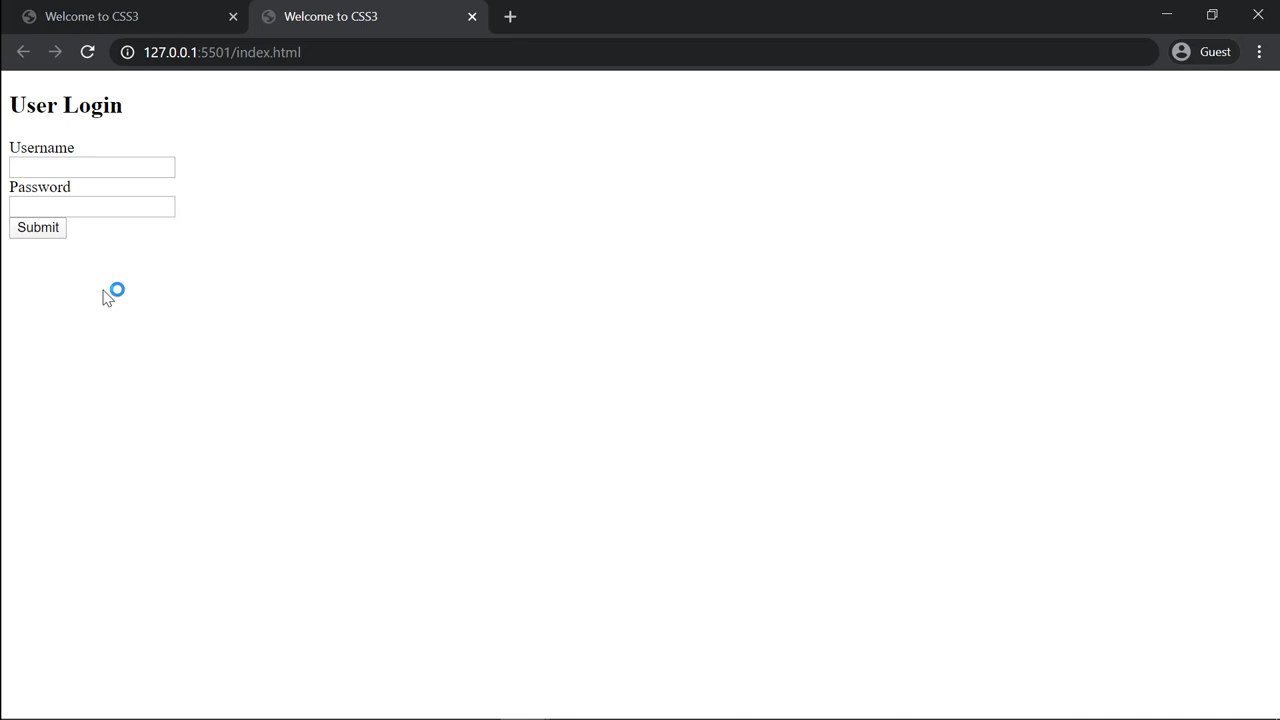 Welcome to CSS3
Welcome to CSS3
127.0.0.1:5501/index.html
Guest
User Login
Username
Password
Submit